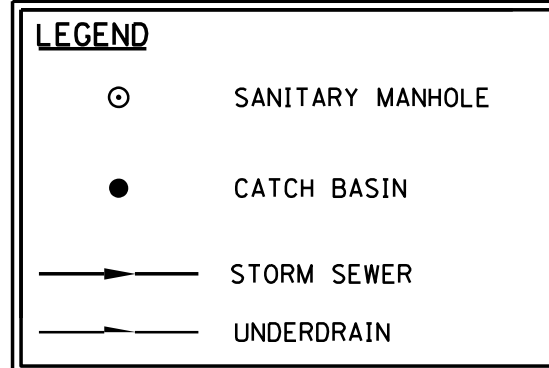 LEGEND
SANITARY MANHOLE
CATCH BASIN
STORM SEWER
UNDERDRAIN